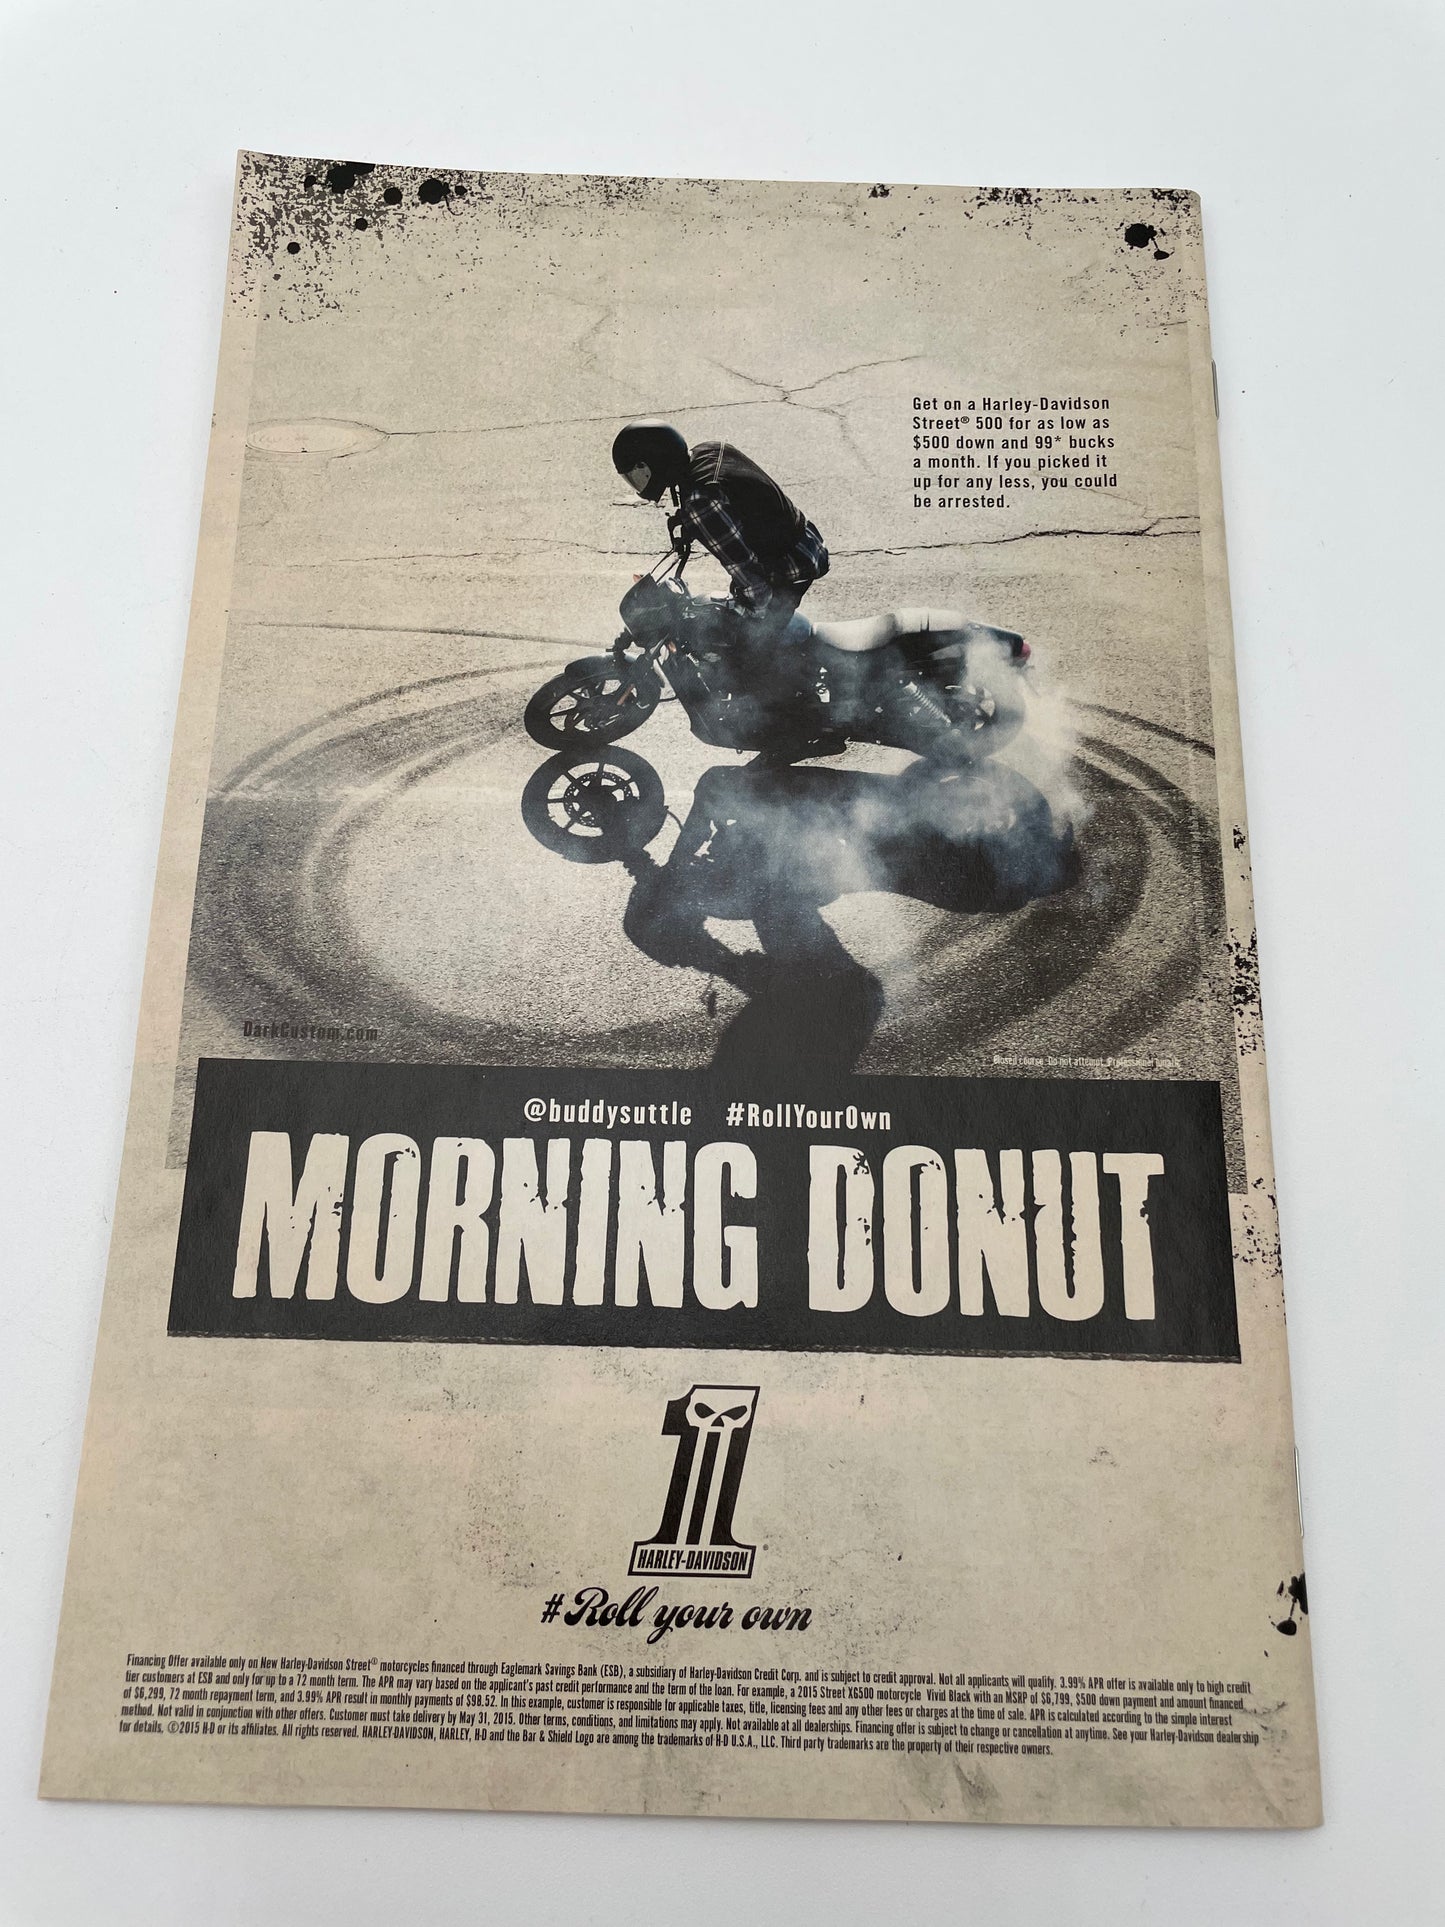 Get on a Harley-Davidson
Street® 500 for as low as
$500 down and 99* bucks
a month. If you picked it
up for any less, you could
be arrested.
DarkCustom.com
Closed course. Do not attempt. Professional
@buddysuttle #RollYourOwn
MORNING DONUT
1
HARLEY-DAVIDSON
®
#Roll your own
Financing Offer available only on New Harley-Davidson Street® motorcycles financed through Eaglemark Savings Bank (ESB), a subsidiary of Harley-Davidson Credit Corp. and is subject to credit approval. Not all applicants will qualify. 3.99% APR offer is available only to high credit
tier customers at ESB and only for up to a 72 month term. The APR may vary based on the applicant's past credit performance and the term of the loan. For example, a 2015 Street XG500 motorcycle Vivid Black with an MSRP of $6,799, $500 down payment and amount financed
of $6,299, 72 month repayment term, and 3.99% APR result in monthly payments of $98.52. In this example, customer is responsible for applicable taxes, title, licensing fees and any other fees or charges at the time of sale. APR is calculated according to the simple interest
method. Not valid in conjunction with other offers. Customer must take delivery by May 31, 2015. Other terms, conditions, and limitations may apply. Not available at all dealerships. Financing offer is subject to change or cancellation at anytime. See your Harley-Davidson dealership
for details. ©2015 H-D or its affiliates. All rights reserved. HARLEY-DAVIDSON, HARLEY, H-D and the Bar & Shield Logo are among the trademarks of H-D U.S.A., LLC. Third party trademarks are the property of their respective owners.